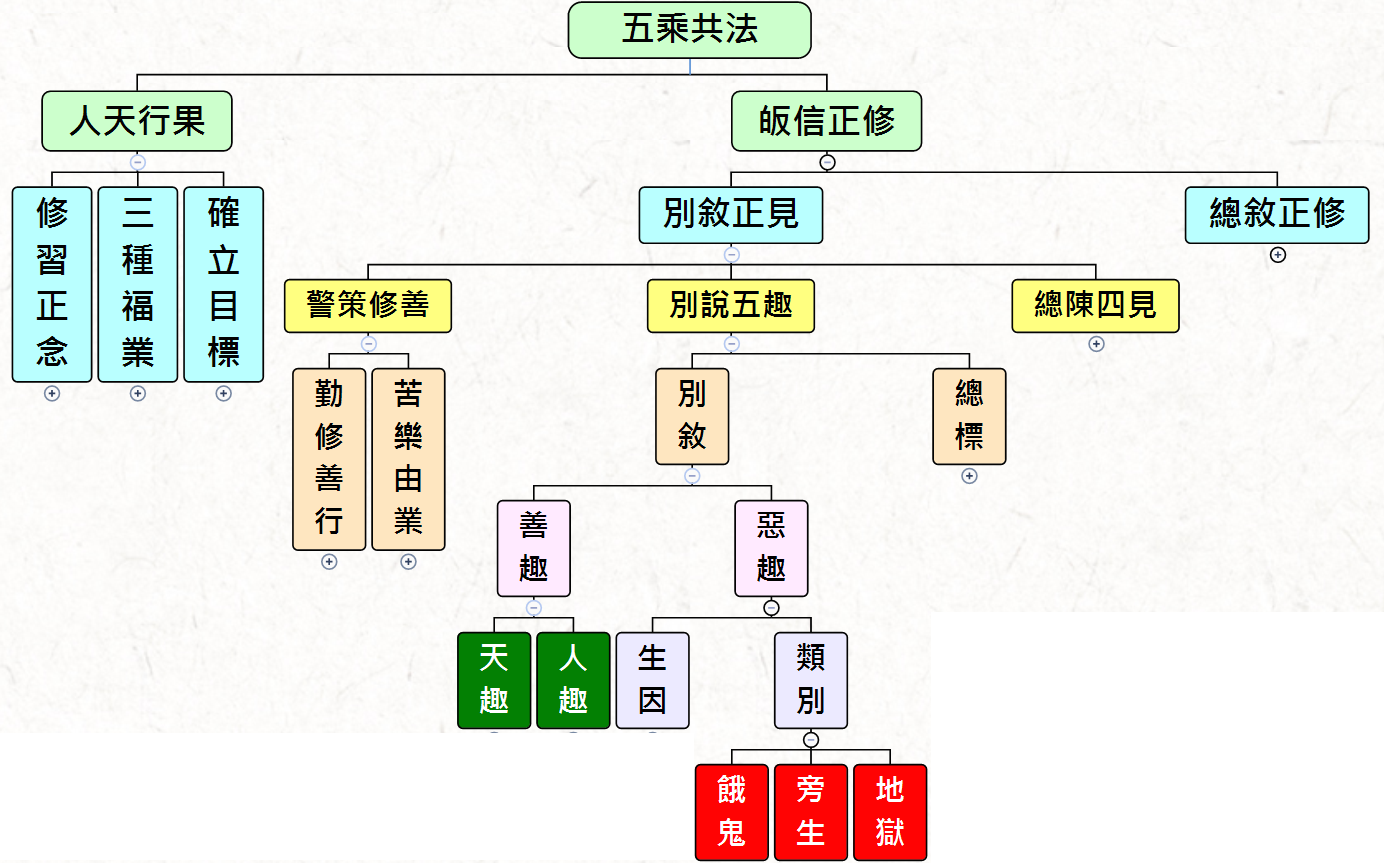 五乘共法
人天行果
皈信正修
修習正念
三種福業
確立目標
別敘正見
總敘正修
警策修善
別說五趣
總陳四見
勤修善行
苦樂由業
別敘
總標
善趣
惡趣
天趣
人趣
生因
類別
餓鬼
旁生
地獄